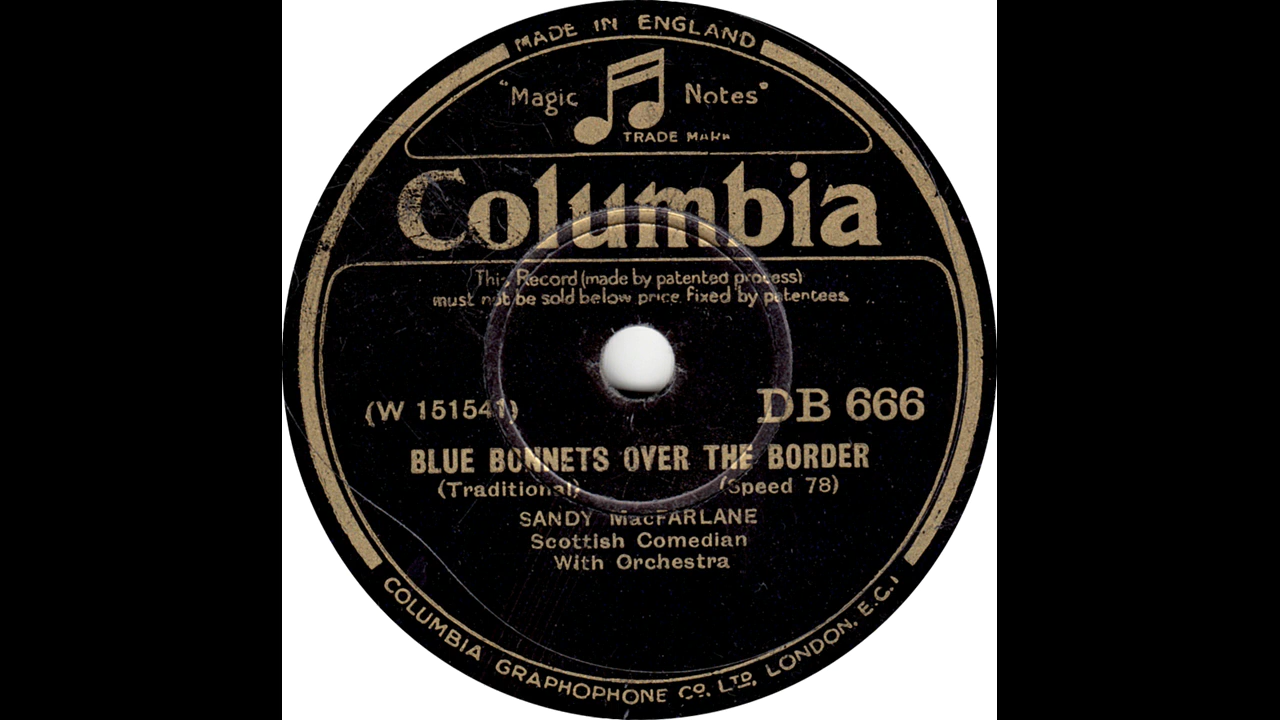 MADE IN ENGLAND
"Magic Notes"
TRADE MARK
Columbia
This Record (made by patented process)
must not be sold below price fixed by patentees
(W 151541) DB 666
BLUE BONNETS OVER THE BORDER
(Traditional) (Speed 78)
SANDY MacFARLANE
Scottish Comedian
With Orchestra
COLUMBIA GRAPHOPHONE CO. LTD, LONDON. E.C.1